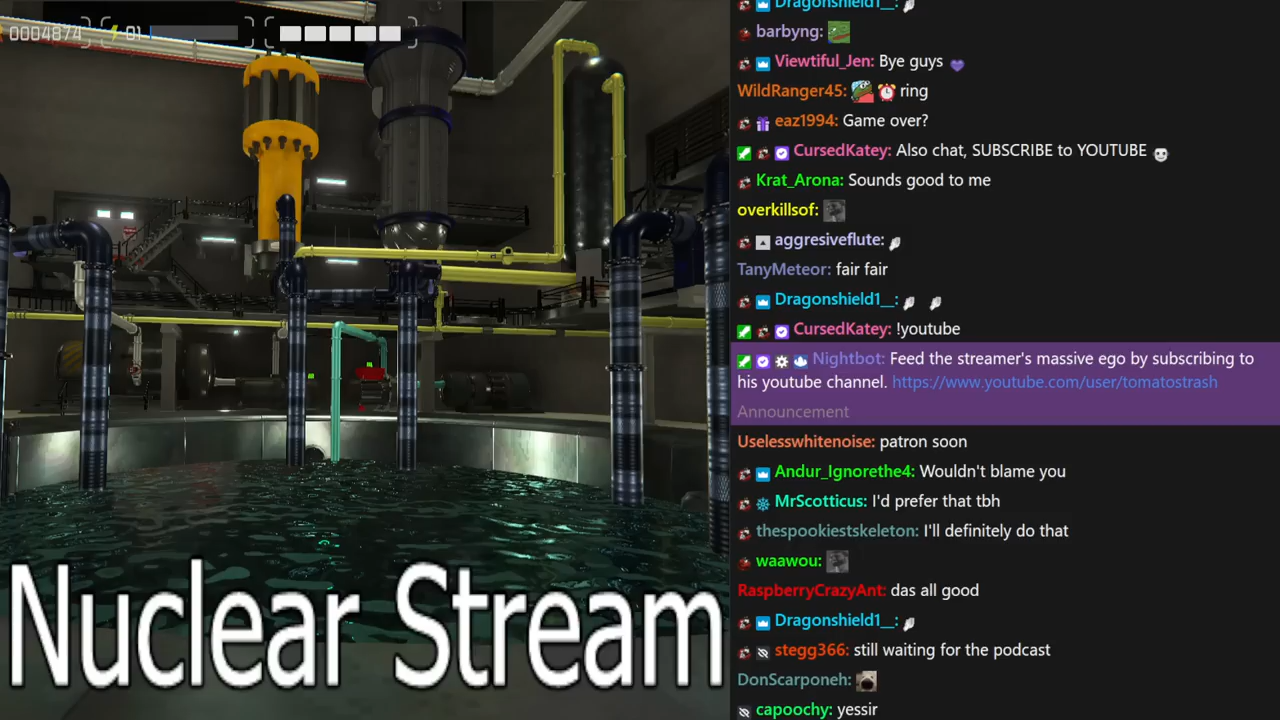 0004874
01
Nuclear Stream
Dragonshield1__:
barbyng:
Viewtiful_Jen: Bye guys
WildRanger45: ring
eaz1994: Game over?
CursedKatey: Also chat, SUBSCRIBE to YOUTUBE
Krat_Arona: Sounds good to me
overkillsof:
aggresiveflute:
TanyMeteor: fair fair
Dragonshield1__:
CursedKatey: !youtube
Nightbot: Feed the streamer's massive ego by subscribing to
his youtube channel. https://www.youtube.com/user/tomatostrash
Announcement
Uselesswhitenoise: patron soon
Andur_Ignorethe4: Wouldn't blame you
MrScotticus: I'd prefer that tbh
thespookiestskeleton: I'll definitely do that
waawou:
RaspberryCrazyAnt: das all good
Dragonshield1__:
stegg366: still waiting for the podcast
DonScarponeh:
capoochy: yessir